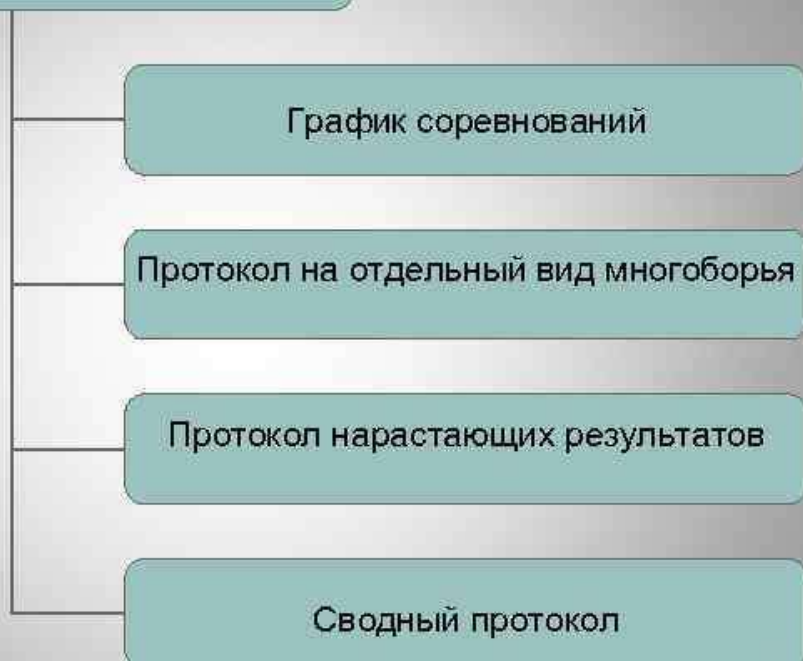 График соревнований
Протокол на отдельный вид многоборья
Протокол нарастающих результатов
Сводный протокол